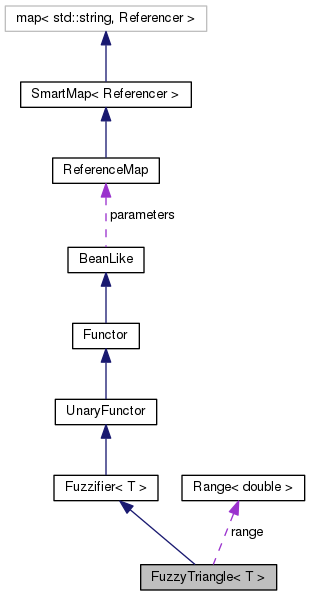 map< std::string, Referencer >
SmartMap< Referencer >
ReferenceMap
parameters
BeanLike
Functor
UnaryFunctor
Fuzzifier< T >
Range< double >
range
FuzzyTriangle< T >